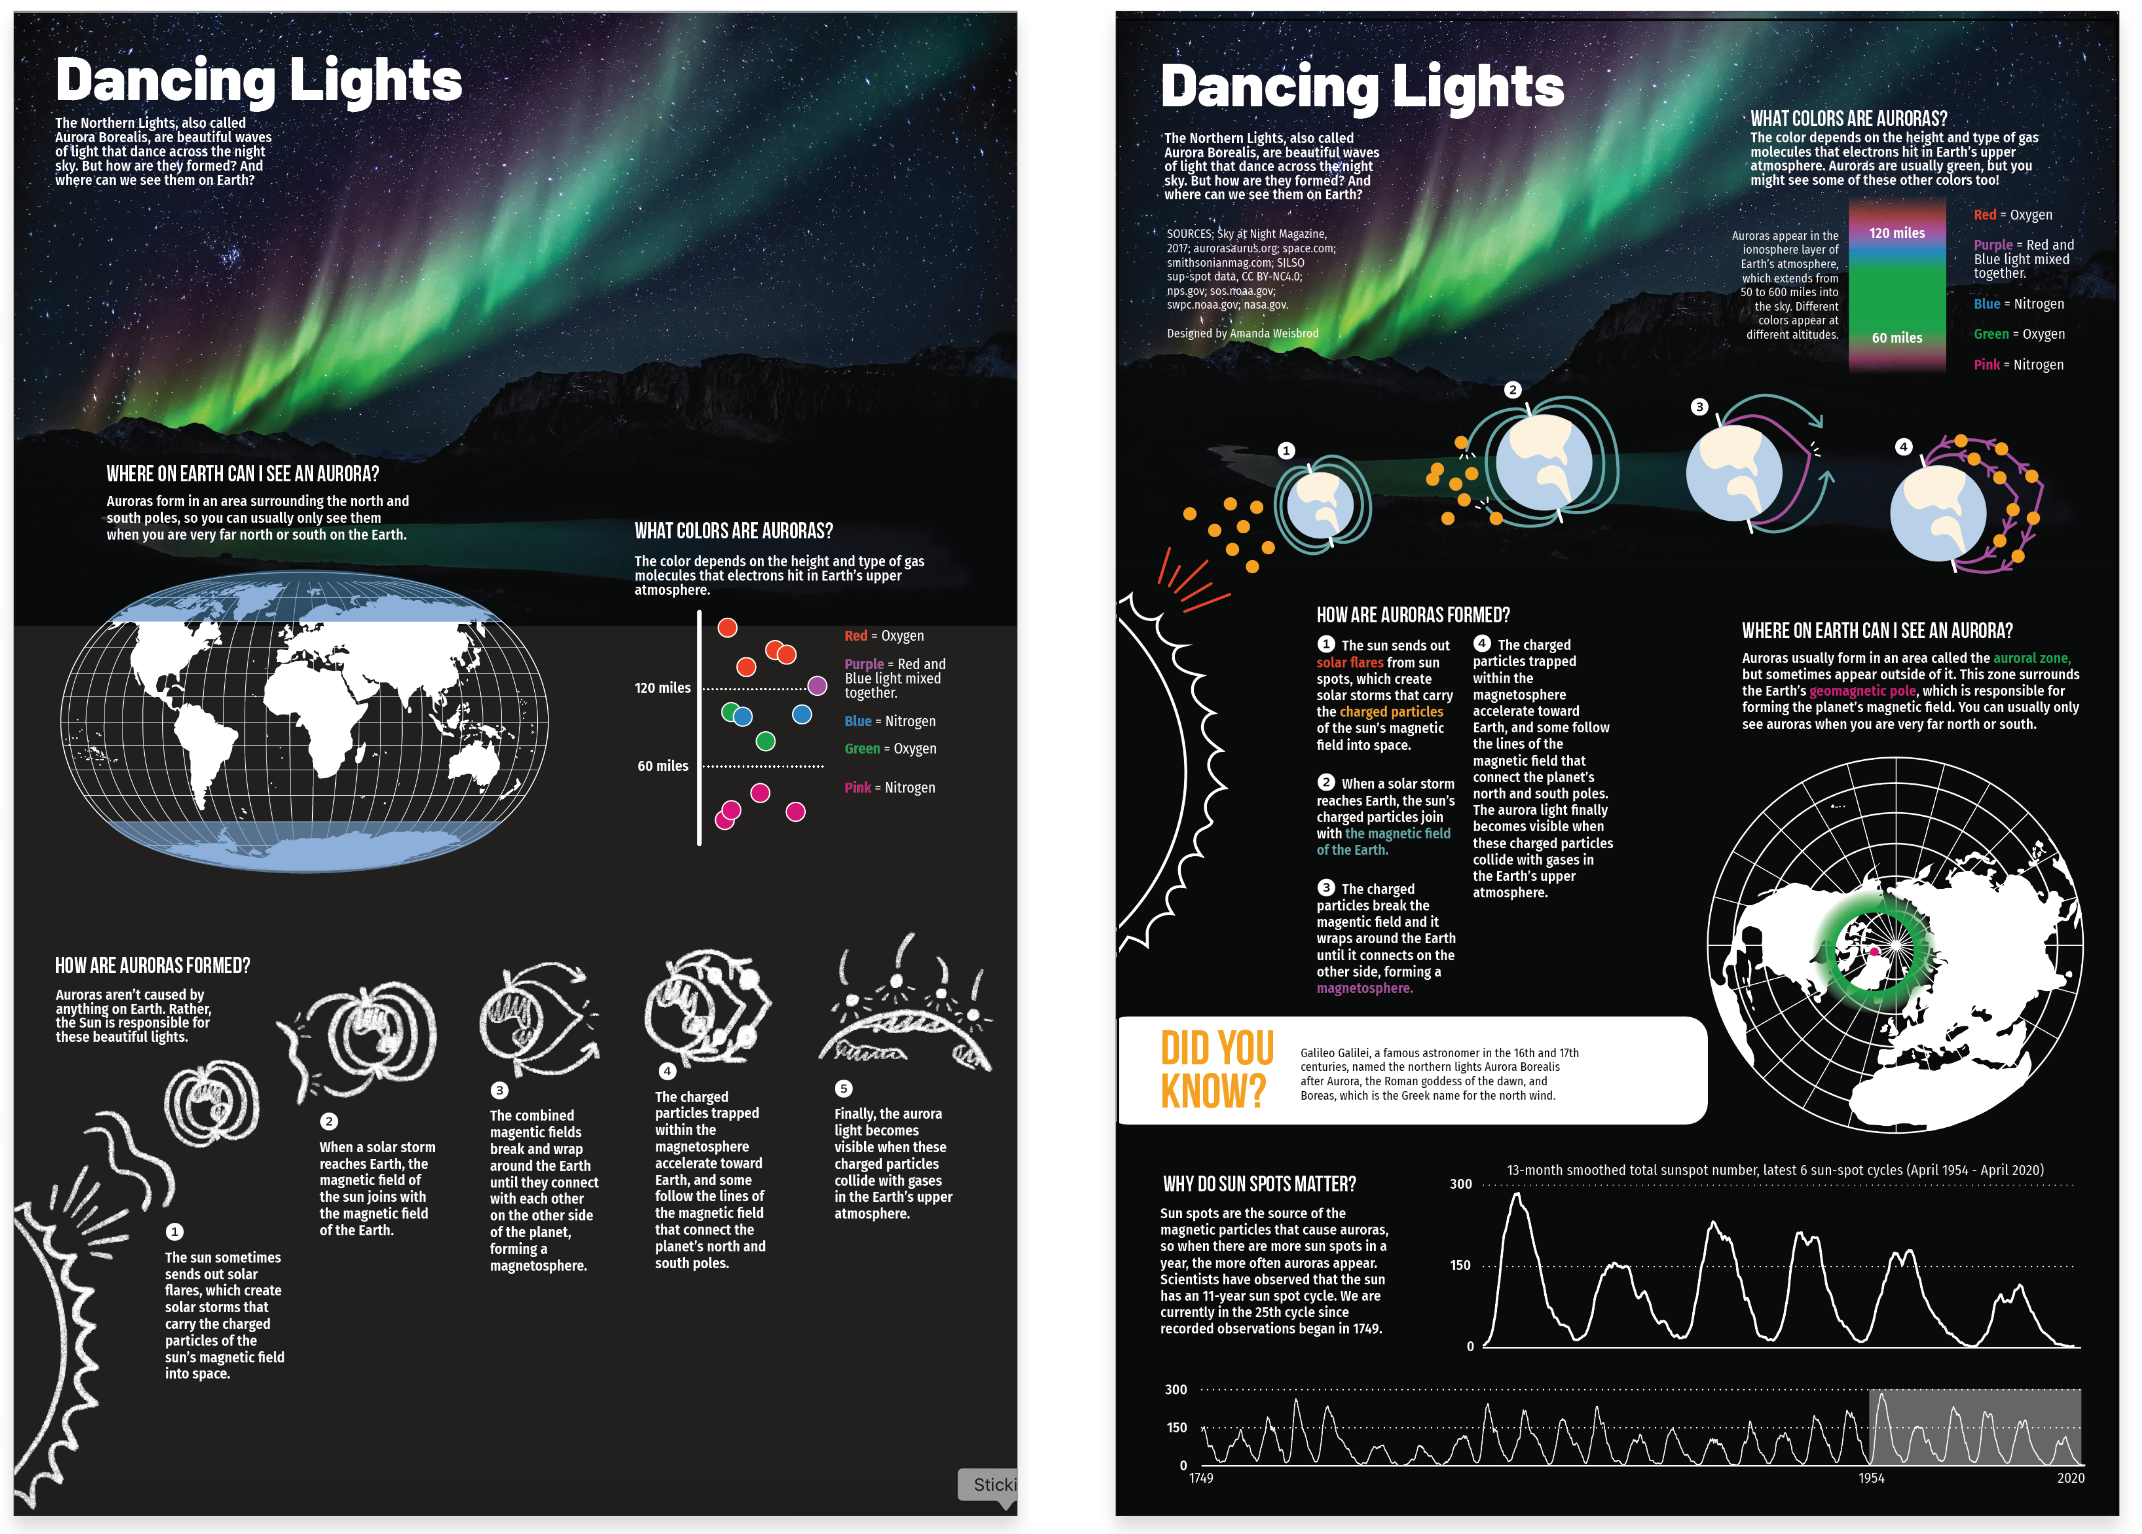 Dancing Lights
The Northern Lights, also called
Aurora Borealis, are beautiful waves
of light that dance across the night
sky. But how are they formed? And
where can we see them on Earth?
WHERE ON EARTH CAN I SEE AN AURORA?
Auroras form in an area surrounding the north and
south poles, so you can usually only see them
when you are very far north or south on the Earth.
WHAT COLORS ARE AURORAS?
The color depends on the height and type of gas
molecules that electrons hit in Earth's upper
atmosphere.
120 miles
60 miles
Red = Oxygen
Purple = Red and
Blue light mixed
together.
Blue = Nitrogen
Green = Oxygen
Pink = Nitrogen
HOW ARE AURORAS FORMED?
Auroras aren't caused by
anything on Earth. Rather,
the Sun is responsible for
these beautiful lights.
1
The sun sometimes
sends out solar
flares, which create
solar storms that
carry the charged
particles of the
sun's magnetic field
into space.
2
When a solar storm
reaches Earth, the
magnetic field of
the sun joins with
the magnetic field
of the Earth.
3
The combined
magentic fields
break and wrap
around the Earth
until they connect
with each other
on the other side
of the planet,
forming a
magnetosphere.
4
The charged
particles trapped
within the
magnetosphere
accelerate toward
Earth, and some
follow the lines of
the magnetic field
that connect the
planet's north and
south poles.
5
Finally, the aurora
light becomes
visible when these
charged particles
collide with gases
in the Earth's upper
atmosphere.
Sticki
Dancing Lights
The Northern Lights, also called
Aurora Borealis, are beautiful waves
of light that dance across the night
sky. But how are they formed? And
where can we see them on Earth?
SOURCES; Sky at Night Magazine,
2017; aurorasaurus.org; space.com;
smithsonianmag.com; SILSO
sup-spot data, CC BY-NC4.0;
nps.gov; sos.noaa.gov;
swpc.noaa.gov; nasa.gov.
Designed by Amanda Weisbrod
WHAT COLORS ARE AURORAS?
The color depends on the height and type of gas
molecules that electrons hit in Earth's upper
atmosphere. Auroras are usually green, but you
might see some of these other colors too!
Auroras appear in the
ionosphere layer of
Earth's atmosphere,
which extends from
50 to 600 miles into
the sky. Different
colors appear at
different altitudes.
120 miles
60 miles
Red = Oxygen
Purple = Red and
Blue light mixed
together.
Blue = Nitrogen
Green = Oxygen
Pink = Nitrogen
1
2
3
4
HOW ARE AURORAS FORMED?
1 The sun sends out
solar flares from sun
spots, which create
solar storms that carry
the charged particles
of the sun's magnetic
field into space.
2 When a solar storm
reaches Earth, the sun's
charged particles join
with the magnetic field
of the Earth.
3 The charged
particles break the
magentic field and it
wraps around the Earth
until it connects on the
other side, forming a
magnetosphere.
4 The charged
particles trapped
within the
magnetosphere
accelerate toward
Earth, and some follow
the lines of the
magnetic field that
connect the planet's
north and south poles.
The aurora light finally
becomes visible when
these charged particles
collide with gases in
the Earth's upper
atmosphere.
WHERE ON EARTH CAN I SEE AN AURORA?
Auroras usually form in an area called the auroral zone,
but sometimes appear outside of it. This zone surrounds
the Earth's geomagnetic pole, which is responsible for
forming the planet's magnetic field. You can usually only
see auroras when you are very far north or south.
DID YOU
KNOW?
Galileo Galilei, a famous astronomer in the 16th and 17th
centuries, named the northern lights Aurora Borealis
after Aurora, the Roman goddess of the dawn, and
Boreas, which is the Greek name for the north wind.
WHY DO SUN SPOTS MATTER?
Sun spots are the source of the
magnetic particles that cause auroras,
so when there are more sun spots in a
year, the more often auroras appear.
Scientists have observed that the sun
has an 11-year sun spot cycle. We are
currently in the 25th cycle since
recorded observations began in 1749.
13-month smoothed total sunspot number, latest 6 sun-spot cycles (April 1954 - April 2020)
300
150
0
300
150
0
1749
1954
2020